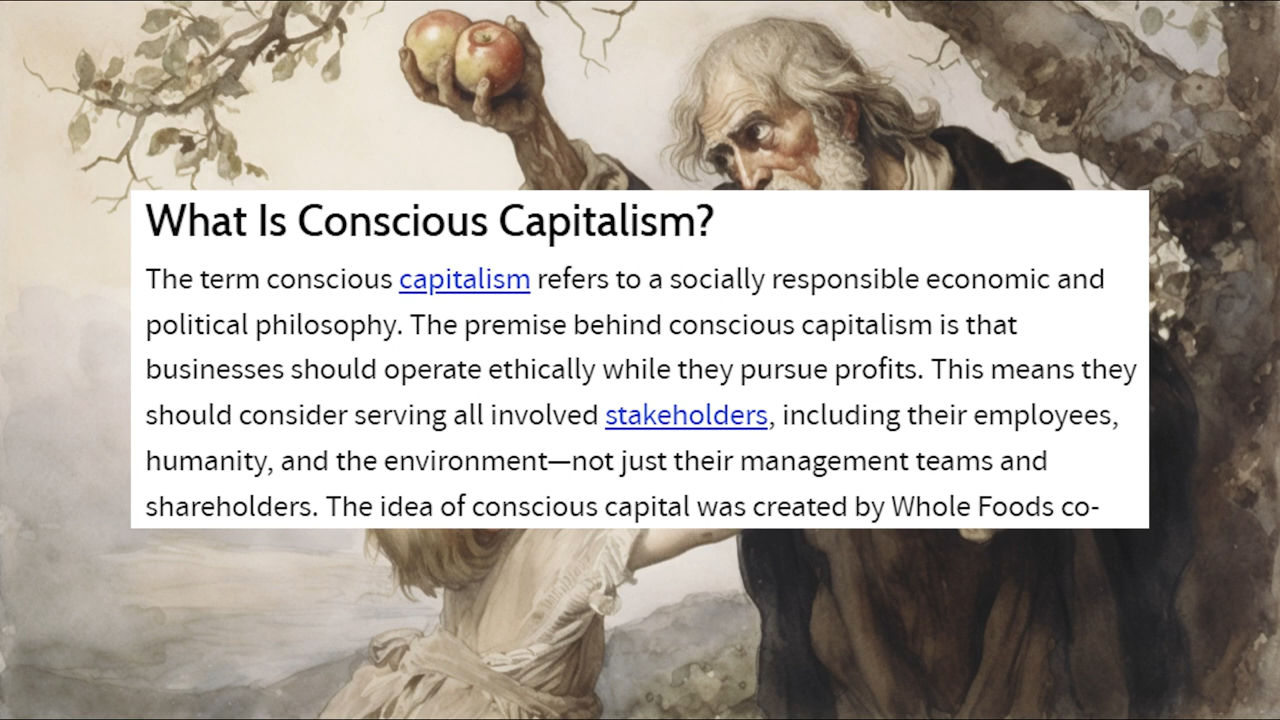 What Is Conscious Capitalism?
The term conscious capitalism refers to a socially responsible economic and
political philosophy. The premise behind conscious capitalism is that
businesses should operate ethically while they pursue profits. This means they
should consider serving all involved stakeholders, including their employees,
humanity, and the environment—not just their management teams and
shareholders. The idea of conscious capital was created by Whole Foods co-